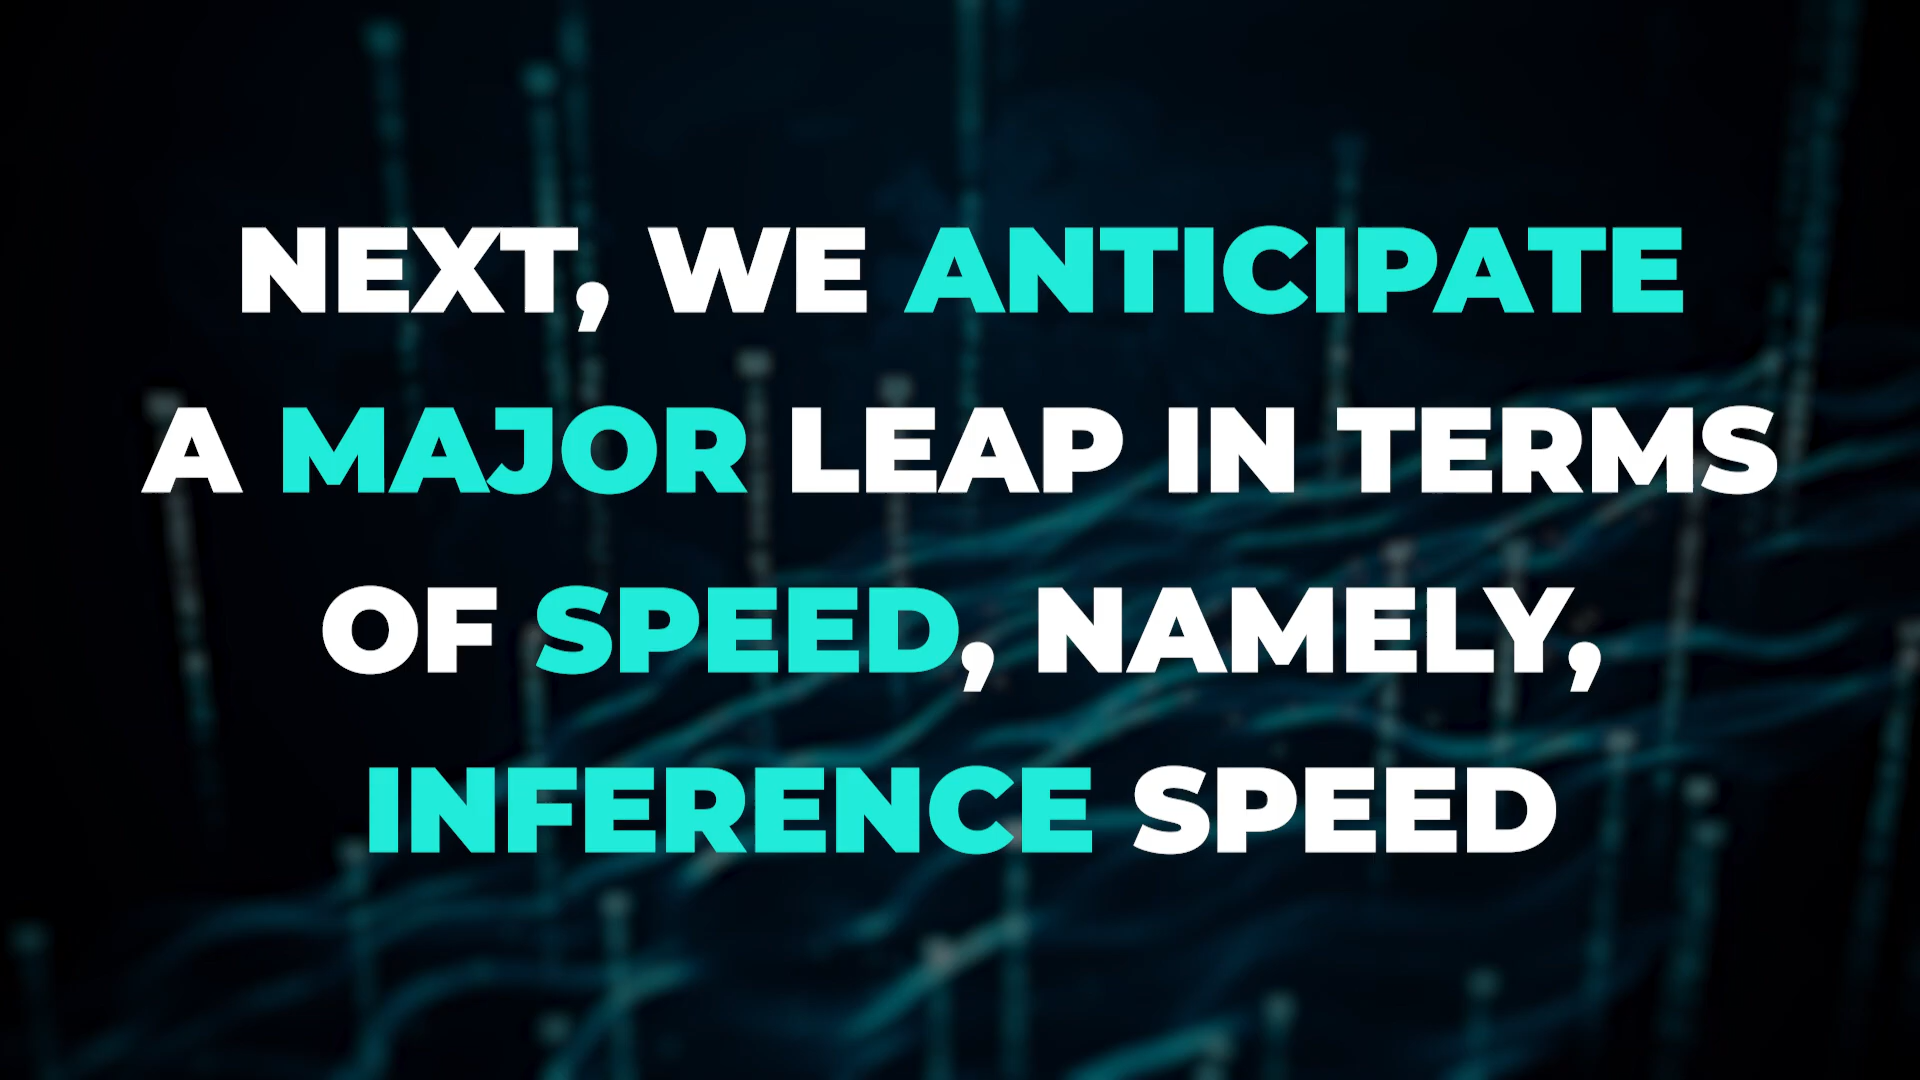 NEXT, WE ANTICIPATE
A MAJOR LEAP IN TERMS
OF SPEED, NAMELY,
INFERENCE SPEED